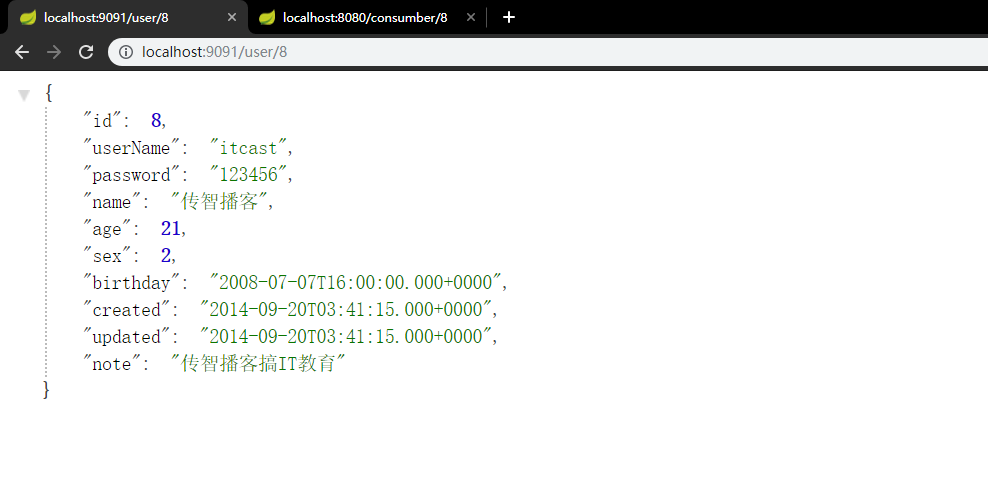 localhost:9091/user/8
localhost:8080/consumber/8
localhost:9091/user/8
{
"id": 8,
"userName": "itcast",
"password": "123456",
"name": "传智播客",
"age": 21,
"sex": 2,
"birthday": "2008-07-07T16:00:00.000+0000",
"created": "2014-09-20T03:41:15.000+0000",
"updated": "2014-09-20T03:41:15.000+0000",
"note": "传智播客搞IT教育"
}